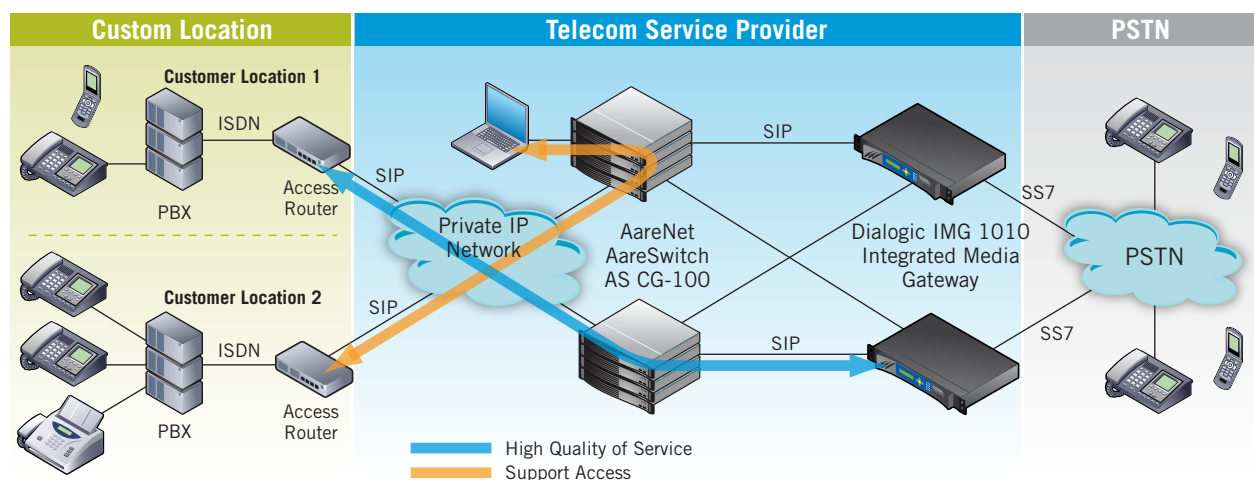 Custom Location
Telecom Service Provider
PSTN
Customer Location 1
ISDN
PBX
Access
Router
SIP
Private IP
Network
SIP
AareNet
AareSwitch
AS CG-100
Dialogic IMG 1010
Integrated Media
Gateway
SS7
PSTN
Customer Location 2
ISDN
PBX
Access
Router
SIP
SIP
SS7
High Quality of Service
Support Access